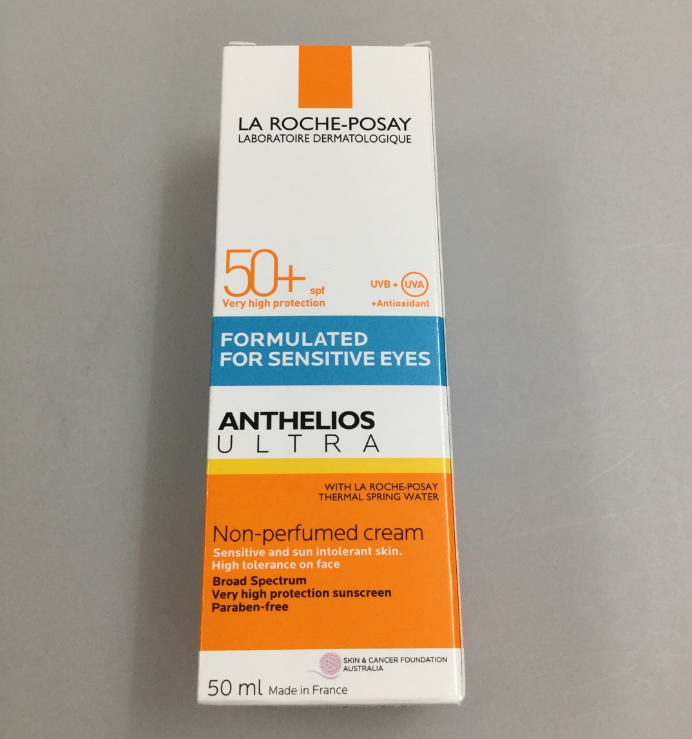 LA ROCHE-POSAY
LABORATOIRE DERMATOLOGIQUE
50+ spf
Very high protection
UVB + UVA
+Antioxidant
FORMULATED
FOR SENSITIVE EYES
ANTHELIOS
ULTRA
WITH LA ROCHE-POSAY
THERMAL SPRING WATER
Non-perfumed cream
Sensitive and sun intolerant skin.
High tolerance on face
Broad Spectrum
Very high protection sunscreen
Paraben-free
SKIN & CANCER FOUNDATION
AUSTRALIA
50 ml Made in France